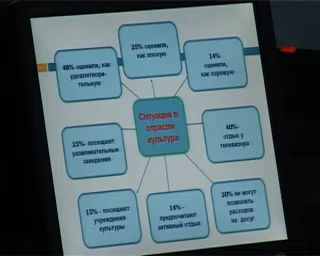 25% оценили,
как плохую
48% оценили, как
удовлетвори-
тельную
14%
оценили,
как хорошую
Ситуация в
отрасли
культура
25%- посещают
развлекательные
заведения
40%-
отдых у
телевизора
15% - посещают
учреждения
культуры
14% -
предпочитают
активный отдых
20% не могут
позволить
расходов
на досуг